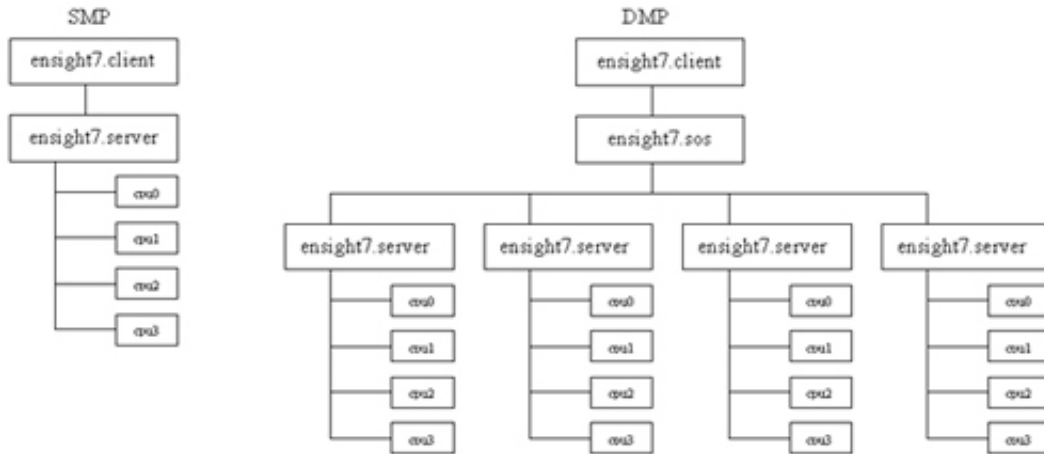 SMP
ensight7.client
ensight7.server
cpu0
cpu1
cpu2
cpu3
DMP
ensight7.client
ensight7.sos
ensight7.server
cpu0
cpu1
cpu2
cpu3
ensight7.server
cpu0
cpu1
cpu2
cpu3
ensight7.server
cpu0
cpu1
cpu2
cpu3
ensight7.server
cpu0
cpu1
cpu2
cpu3